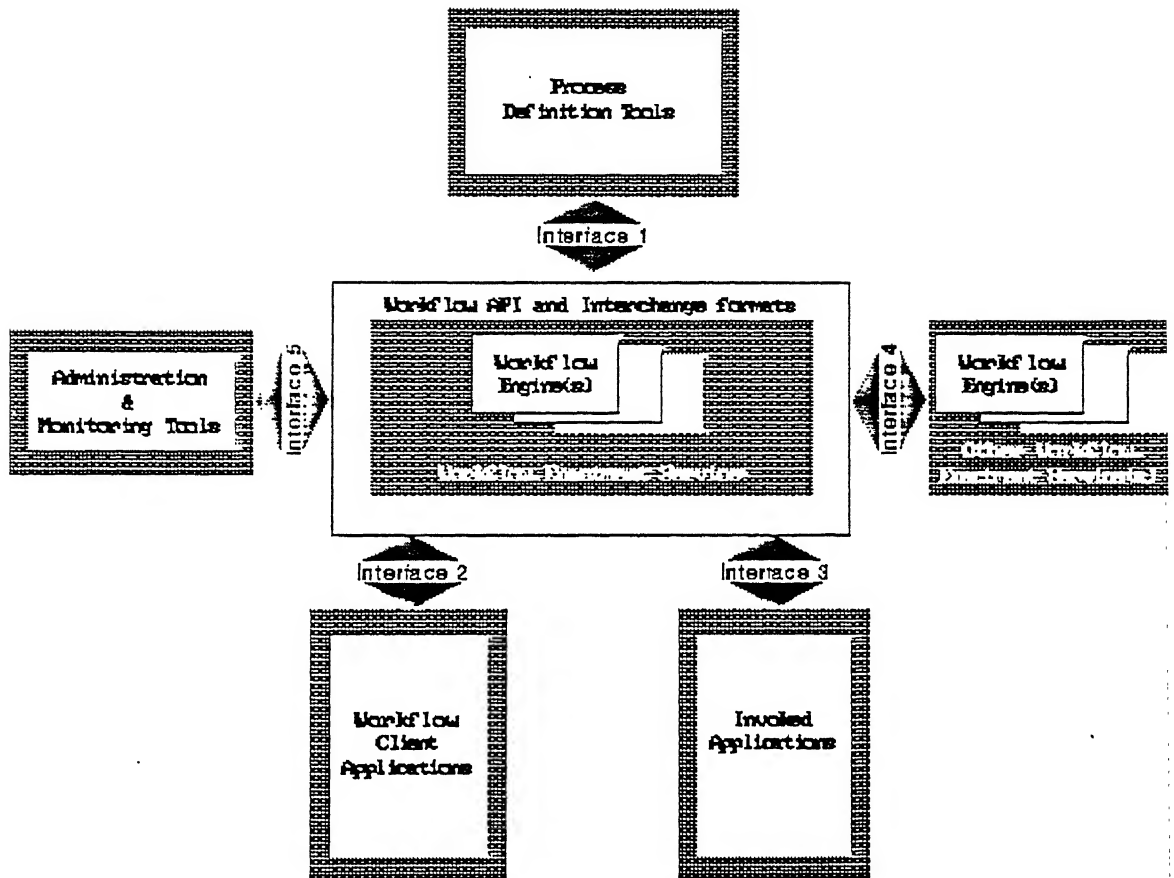 Process
Definition Tools
Interface 1
Workflow API and Interchange formats
Workflow
Engine(s)
Administration
&
Monitoring Tools
Interface 5
Interface 4
Workflow
Engine(s)
Interface 2
Interface 3
Workflow
Client
Applications
Invoked
Applications